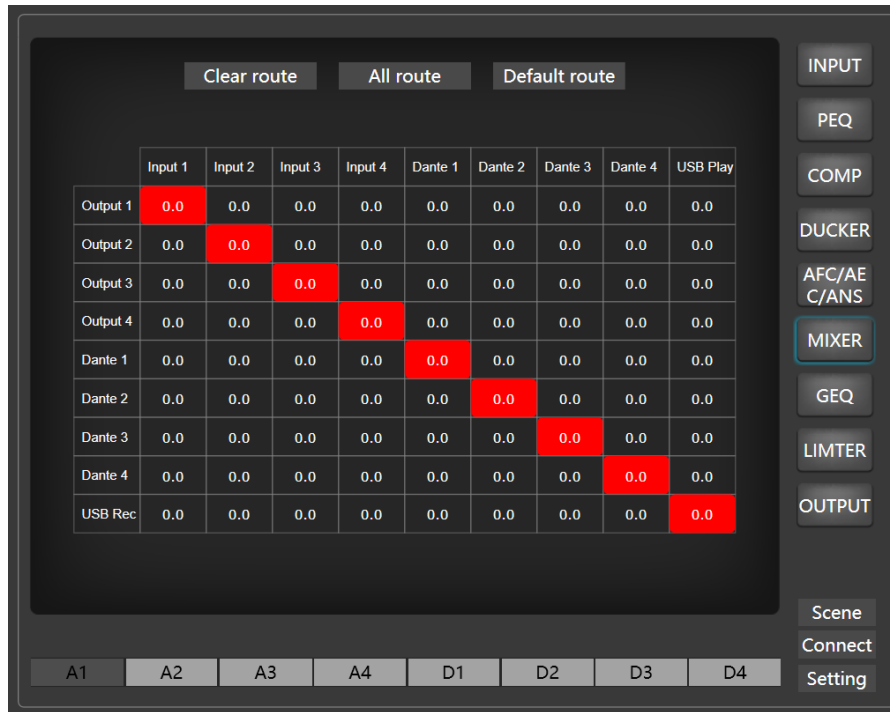 Clear route All route Default route
Input 1 Input 2 Input 3 Input 4 Dante 1 Dante 2 Dante 3 Dante 4 USB Play
Output 1 0.0 0.0 0.0 0.0 0.0 0.0 0.0 0.0 0.0
Output 2 0.0 0.0 0.0 0.0 0.0 0.0 0.0 0.0 0.0
Output 3 0.0 0.0 0.0 0.0 0.0 0.0 0.0 0.0 0.0
Output 4 0.0 0.0 0.0 0.0 0.0 0.0 0.0 0.0 0.0
Dante 1 0.0 0.0 0.0 0.0 0.0 0.0 0.0 0.0 0.0
Dante 2 0.0 0.0 0.0 0.0 0.0 0.0 0.0 0.0 0.0
Dante 3 0.0 0.0 0.0 0.0 0.0 0.0 0.0 0.0 0.0
Dante 4 0.0 0.0 0.0 0.0 0.0 0.0 0.0 0.0 0.0
USB Rec 0.0 0.0 0.0 0.0 0.0 0.0 0.0 0.0 0.0
A1 A2 A3 A4 D1 D2 D3 D4
INPUT
PEQ
COMP
DUCKER
AFC/AE
C/ANS
MIXER
GEQ
LIMTER
OUTPUT
Scene
Connect
Setting